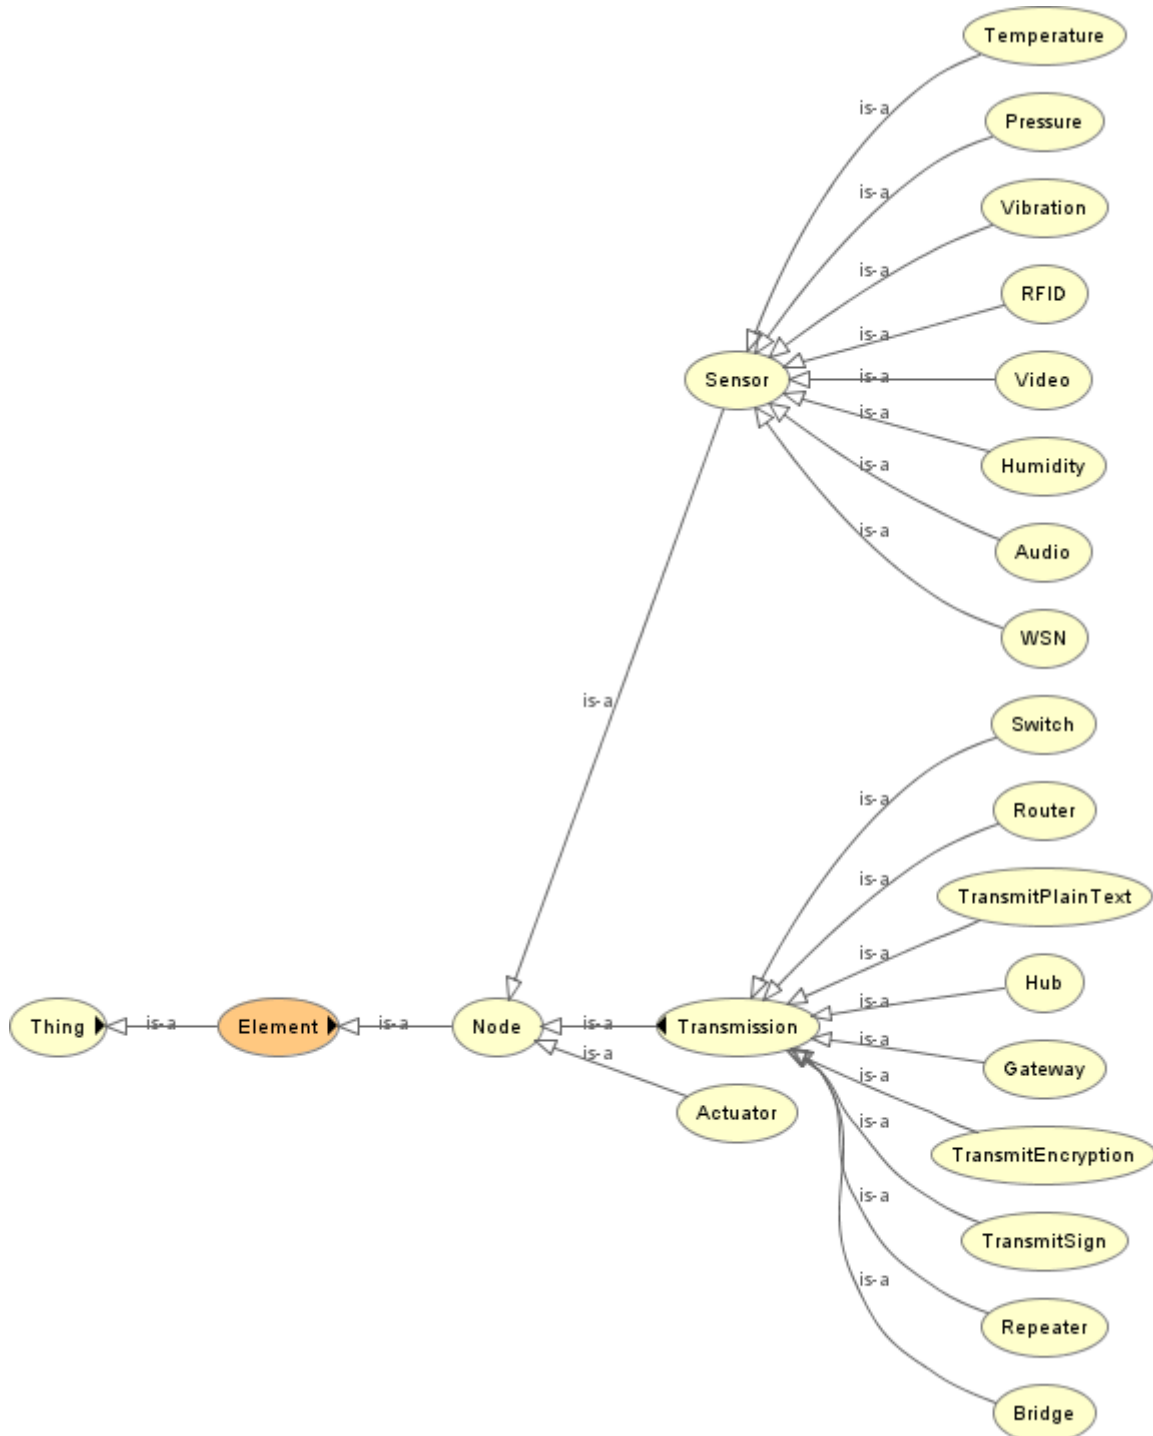 Temperature
is-a
Pressure
is-a
Vibration
is-a
RFID
is-a
Sensor
is-a
Video
is-a
Humidity
is-a
Audio
is-a
WSN
is-a
Switch
is-a
Router
is-a
TransmitPlainText
is-a
Hub
is-a
Thing
is-a
Element
is-a
Node
is-a
Transmission
is-a
Gateway
is-a
Actuator
is-a
TransmitEncryption
is-a
TransmitSign
is-a
Repeater
is-a
Bridge